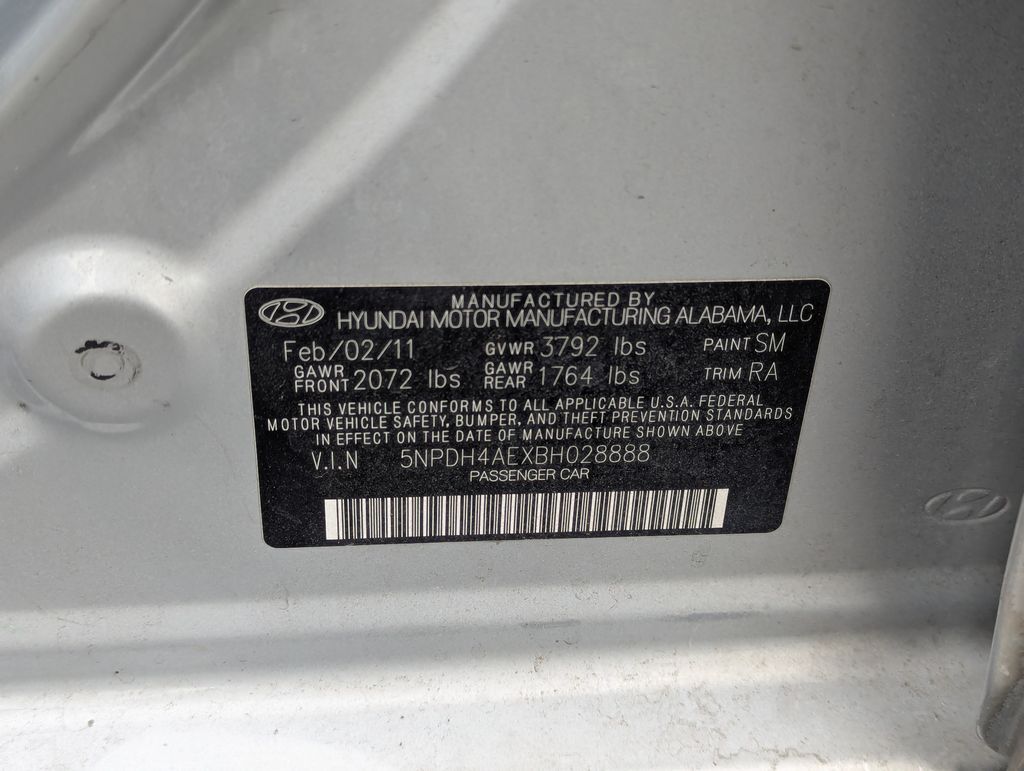 MANUFACTURED BY
HYUNDAI MOTOR MANUFACTURING ALABAMA, LLC
Feb/02/11 GVWR 3792 lbs PAINT SM
GAWR FRONT 2072 lbs GAWR REAR 1764 lbs TRIM RA
THIS VEHICLE CONFORMS TO ALL APPLICABLE U.S.A. FEDERAL
MOTOR VEHICLE SAFETY, BUMPER, AND THEFT PREVENTION STANDARDS
IN EFFECT ON THE DATE OF MANUFACTURE SHOWN ABOVE
V.I.N 5NPDH4AEXBH028888
PASSENGER CAR